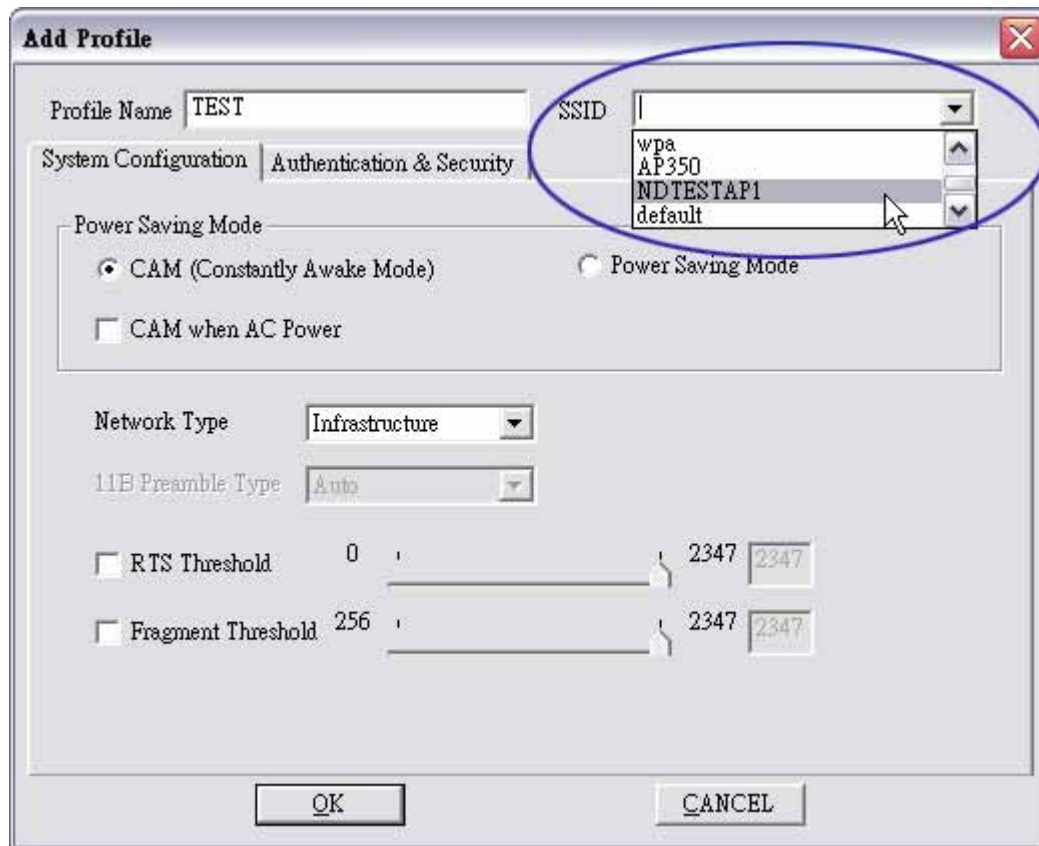 Add Profile
Profile Name TEST SSID
wpa
AP350
NDTESTAP1
default
System Configuration Authentication & Security
Power Saving Mode
CAM (Constantly Awake Mode) Power Saving Mode
CAM when AC Power
Network Type Infrastructure
11B Preamble Type Auto
RTS Threshold 0 2347 2347
Fragment Threshold 256 2347 2347
OK CANCEL